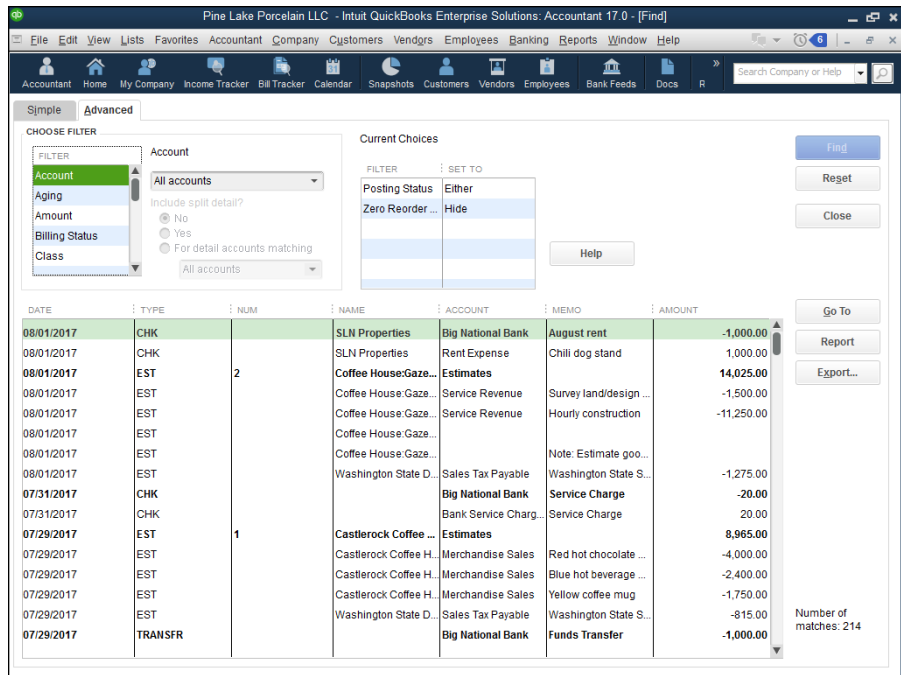 qb Pine Lake Porcelain LLC - Intuit QuickBooks Enterprise Solutions: Accountant 17.0 - [Find]
File Edit View Lists Favorites Accountant Company Customers Vendors Employees Banking Reports Window Help 6
Accountant Home My Company Income Tracker Bill Tracker Calendar Snapshots Customers Vendors Employees Bank Feeds Docs R » Search Company or Help
Simple Advanced
CHOOSE FILTER
FILTER
Account
Aging
Amount
Billing Status
Class
Account
All accounts
Include split detail?
No
Yes
For detail accounts matching
All accounts
Current Choices
FILTER SET TO
Posting Status Either
Zero Reorder ... Hide
Help
Find
Reset
Close
DATE TYPE NUM NAME ACCOUNT MEMO AMOUNT
08/01/2017 CHK SLN Properties Big National Bank August rent -1,000.00
08/01/2017 CHK SLN Properties Rent Expense Chili dog stand 1,000.00
08/01/2017 EST 2 Coffee House:Gaze... Estimates 14,025.00
08/01/2017 EST Coffee House:Gaze... Service Revenue Survey land/design ... -1,500.00
08/01/2017 EST Coffee House:Gaze... Service Revenue Hourly construction -11,250.00
08/01/2017 EST Coffee House:Gaze...
08/01/2017 EST Coffee House:Gaze... Note: Estimate goo...
08/01/2017 EST Washington State D... Sales Tax Payable Washington State S... -1,275.00
07/31/2017 CHK Big National Bank Service Charge -20.00
07/31/2017 CHK Bank Service Charg... Service Charge 20.00
07/29/2017 EST 1 Castlerock Coffee ... Estimates 8,965.00
07/29/2017 EST Castlerock Coffee H... Merchandise Sales Red hot chocolate ... -4,000.00
07/29/2017 EST Castlerock Coffee H... Merchandise Sales Blue hot beverage ... -2,400.00
07/29/2017 EST Castlerock Coffee H... Merchandise Sales Yellow coffee mug -1,750.00
07/29/2017 EST Washington State D... Sales Tax Payable Washington State S... -815.00
07/29/2017 TRANSFR Big National Bank Funds Transfer -1,000.00
Go To
Report
Export...
Number of
matches: 214